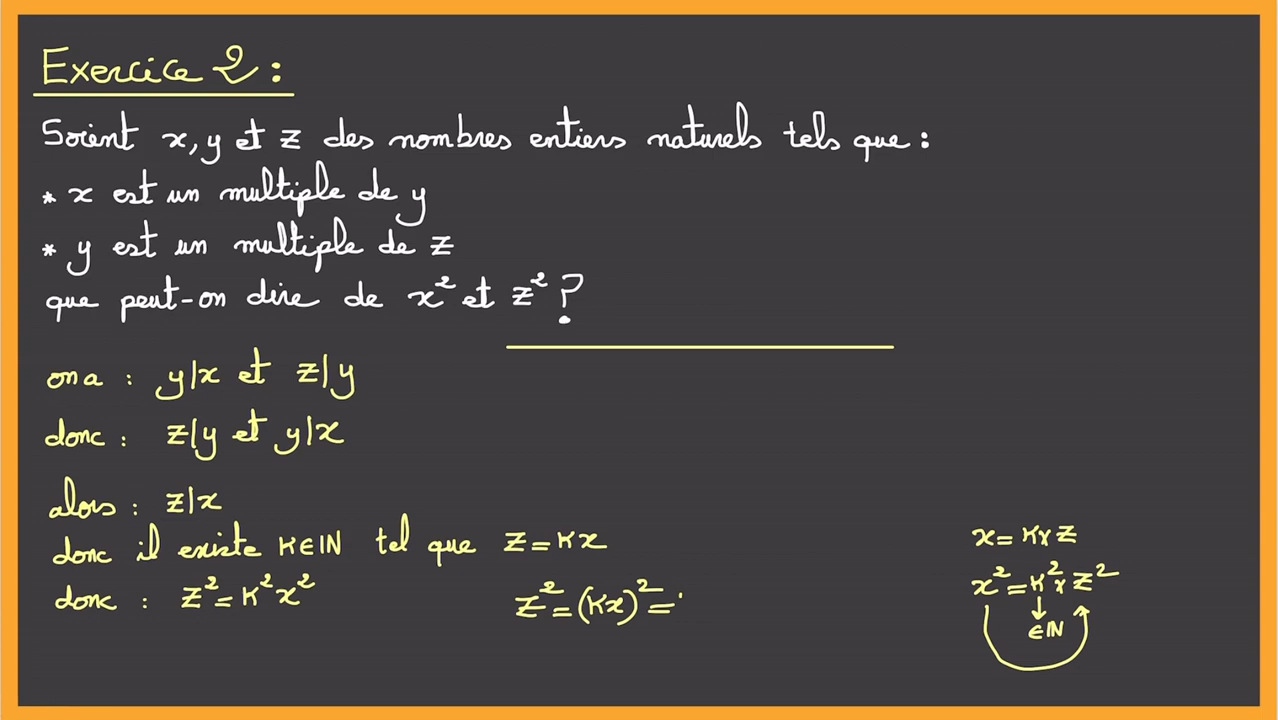 Exercice 2 :
Soient x, y et z des nombres entiers naturels tels que :
* x est un multiple de y
* y est un multiple de z
que peut-on dire de x² et z² ?
on a : y|x et z|y
donc : z|y et y|x
alors : z|x
donc il existe K∈IN tel que z=Kx
donc : z²=K²x²
z²=(Kx)²=
x=K×z
x²=K²×z²
∈IN